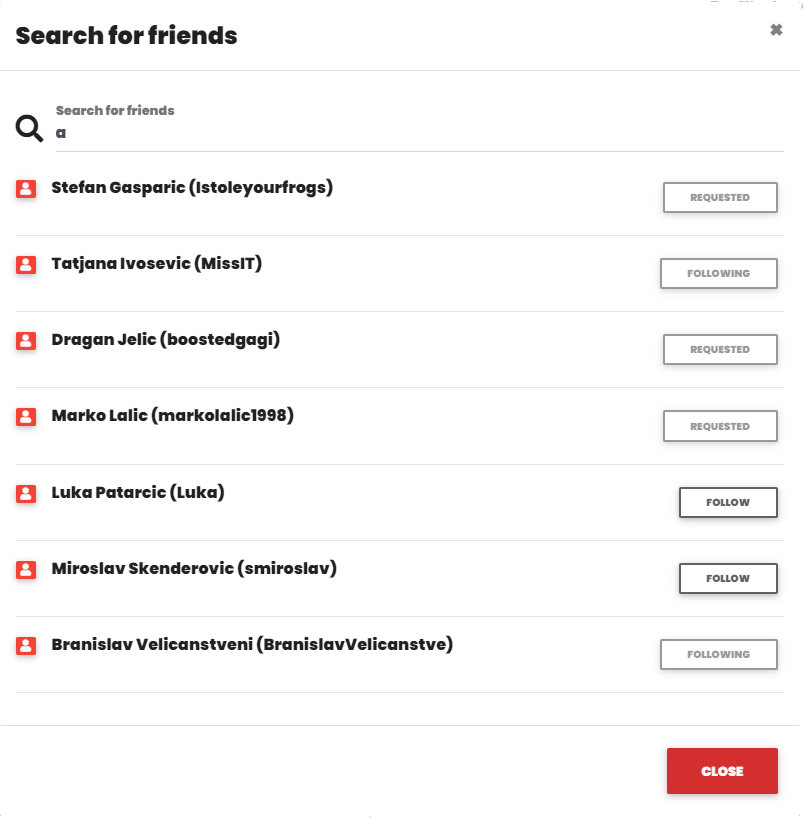 Search for friends
✖
Search for friends
a
Stefan Gasparic (Istoleyourfrogs)
REQUESTED
Tatjana Ivosevic (MissIT)
FOLLOWING
Dragan Jelic (boostedgagi)
REQUESTED
Marko Lalic (markolalic1998)
REQUESTED
Luka Patarcic (Luka)
FOLLOW
Miroslav Skenderovic (smiroslav)
FOLLOW
Branislav Velicanstveni (BranislavVelicanstve)
FOLLOWING
CLOSE